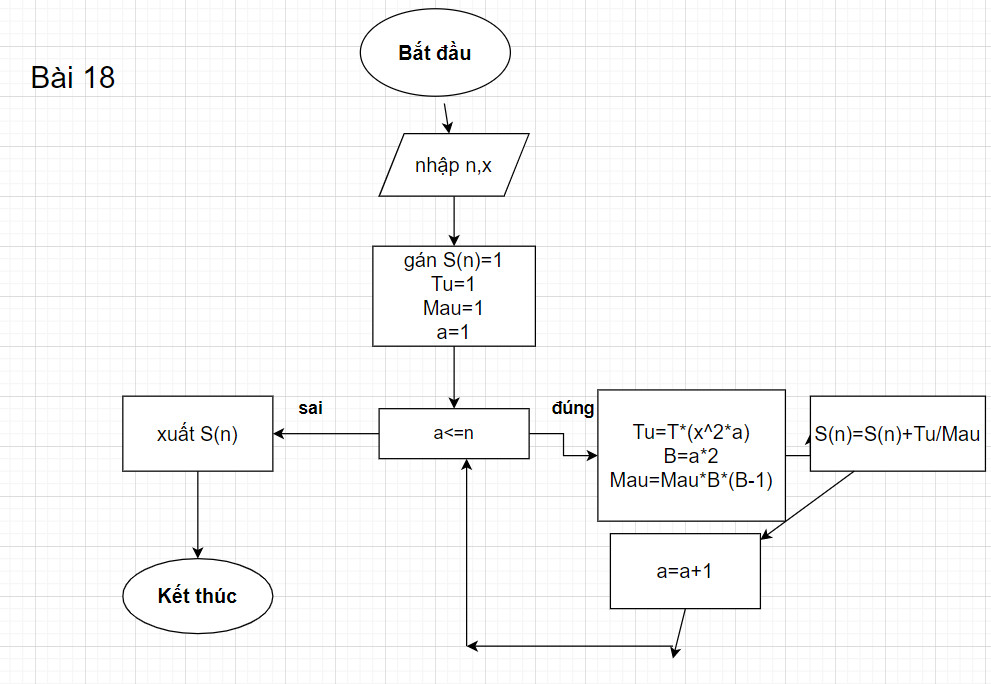 Bài 18
Bắt đầu
nhập n,x
gán S(n)=1
Tu=1
Mau=1
a=1
sai
đúng
xuất S(n)
a<=n
Tu=T*(x^2*a)
B=a*2
Mau=Mau*B*(B-1)
S(n)=S(n)+Tu/Mau
a=a+1
Kết thúc